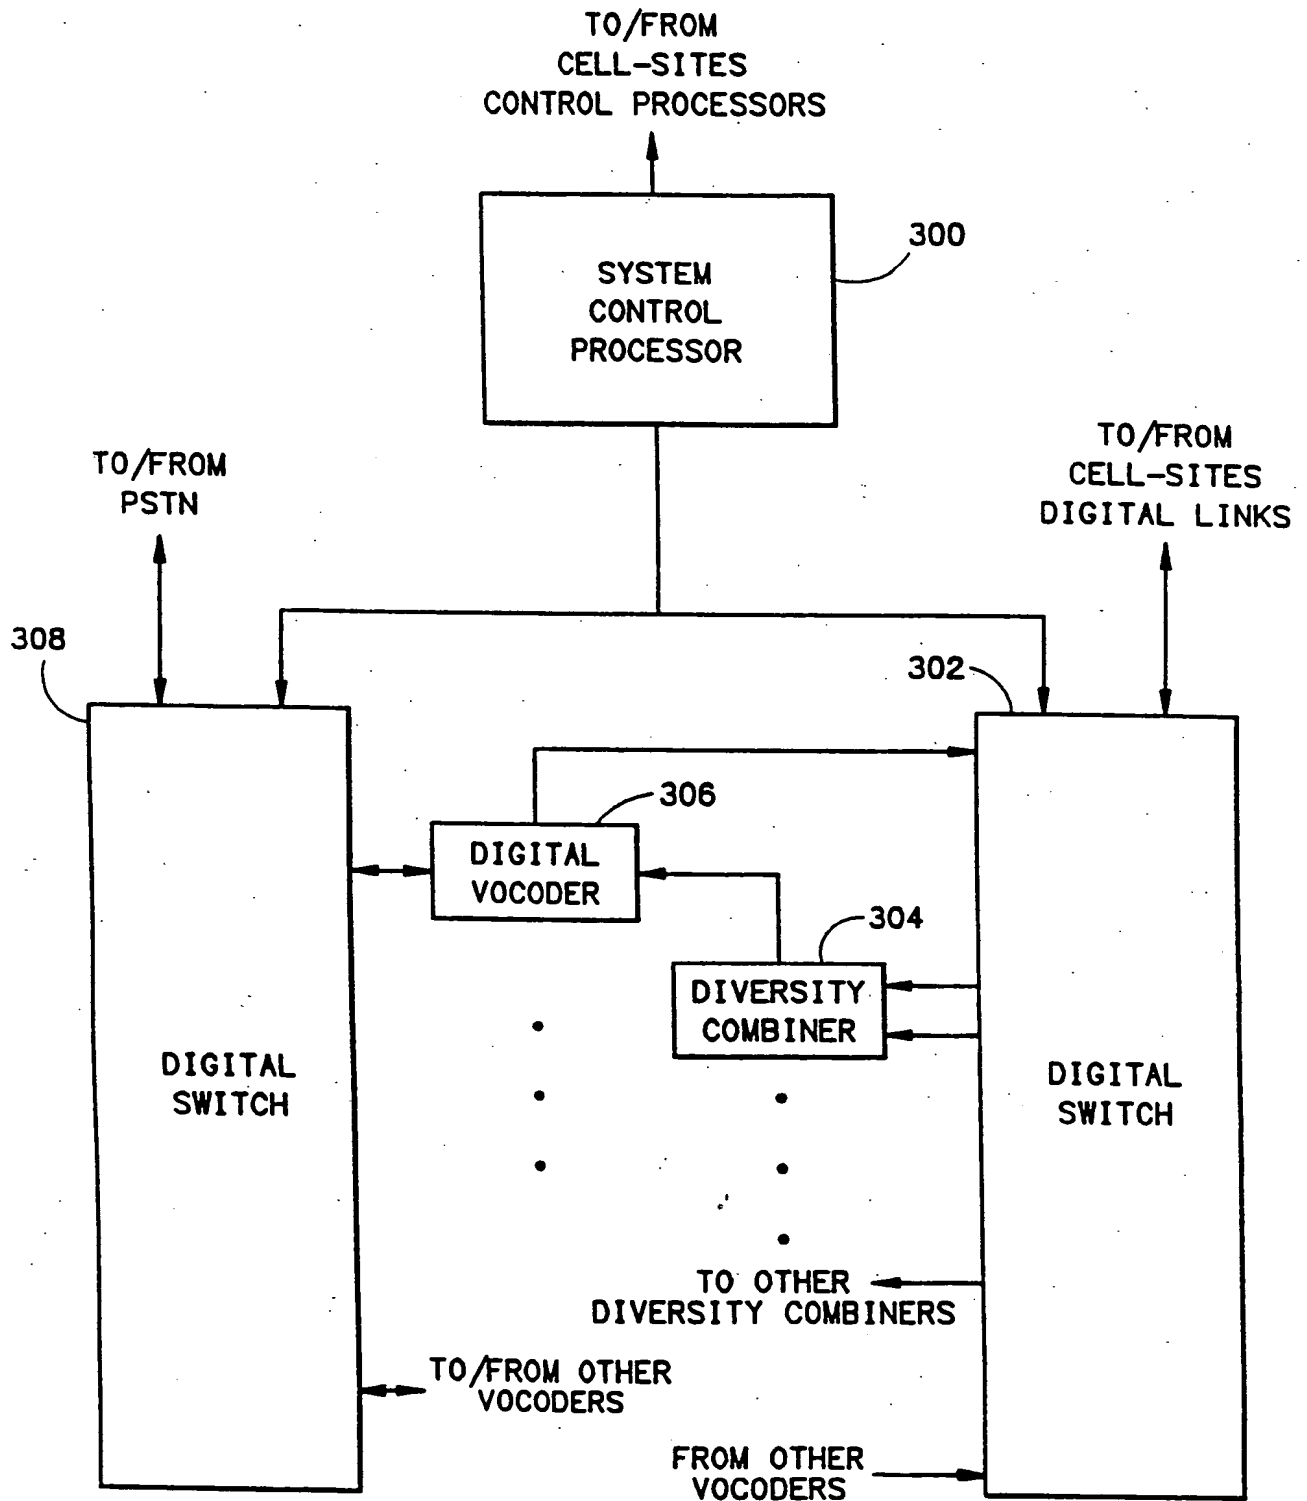 TO/FROM
CELL-SITES
CONTROL PROCESSORS
SYSTEM
CONTROL
PROCESSOR
300
TO/FROM
PSTN
TO/FROM
CELL-SITES
DIGITAL LINKS
308
302
306
DIGITAL
VOCODER
304
DIVERSITY
COMBINER
DIGITAL
SWITCH
DIGITAL
SWITCH
TO OTHER
DIVERSITY COMBINERS
TO/FROM OTHER
VOCODERS
FROM OTHER
VOCODERS